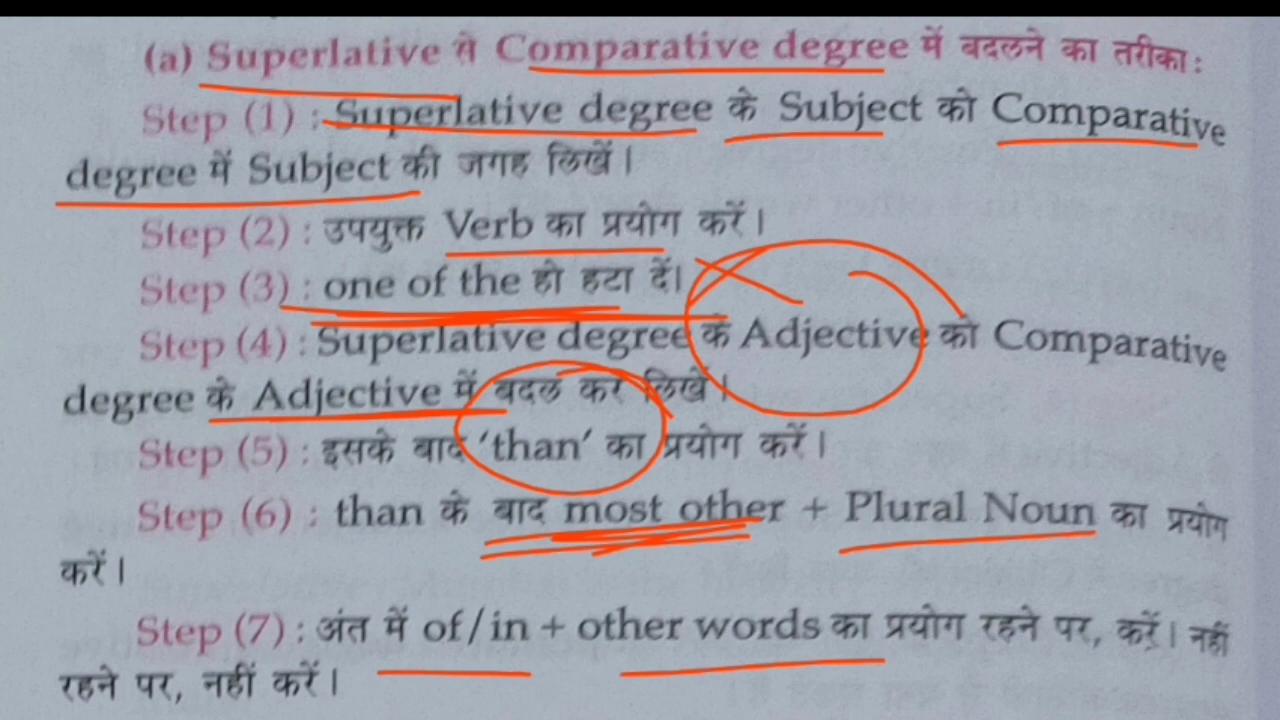 (a) Superlative से Comparative degree में बदलने का तरीका:
Step (1) : Superlative degree के Subject को Comparative
degree में Subject की जगह लिखें।
Step (2) : उपयुक्त Verb का प्रयोग करें।
Step (3) : one of the हो हटा दें।
Step (4) : Superlative degree के Adjective को Comparative
degree के Adjective में बदल कर लिखें।
Step (5) : इसके बाद ‘than’ का प्रयोग करें।
Step (6) : than के बाद most other + Plural Noun का प्रयोग
करें।
Step (7) : अंत में of/in + other words का प्रयोग रहने पर, करें। नहीं
रहने पर, नहीं करें।